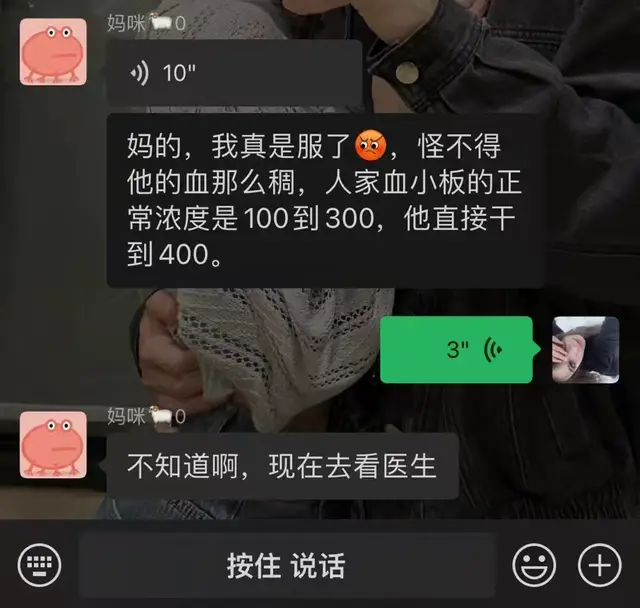 妈咪🐑0
10"
妈的，我真是服了😡，怪不得
他的血那么稠，人家血小板的正
常浓度是100到300，他直接干
到400。
3"
妈咪🐑0
不知道啊，现在去看医生
按住 说话